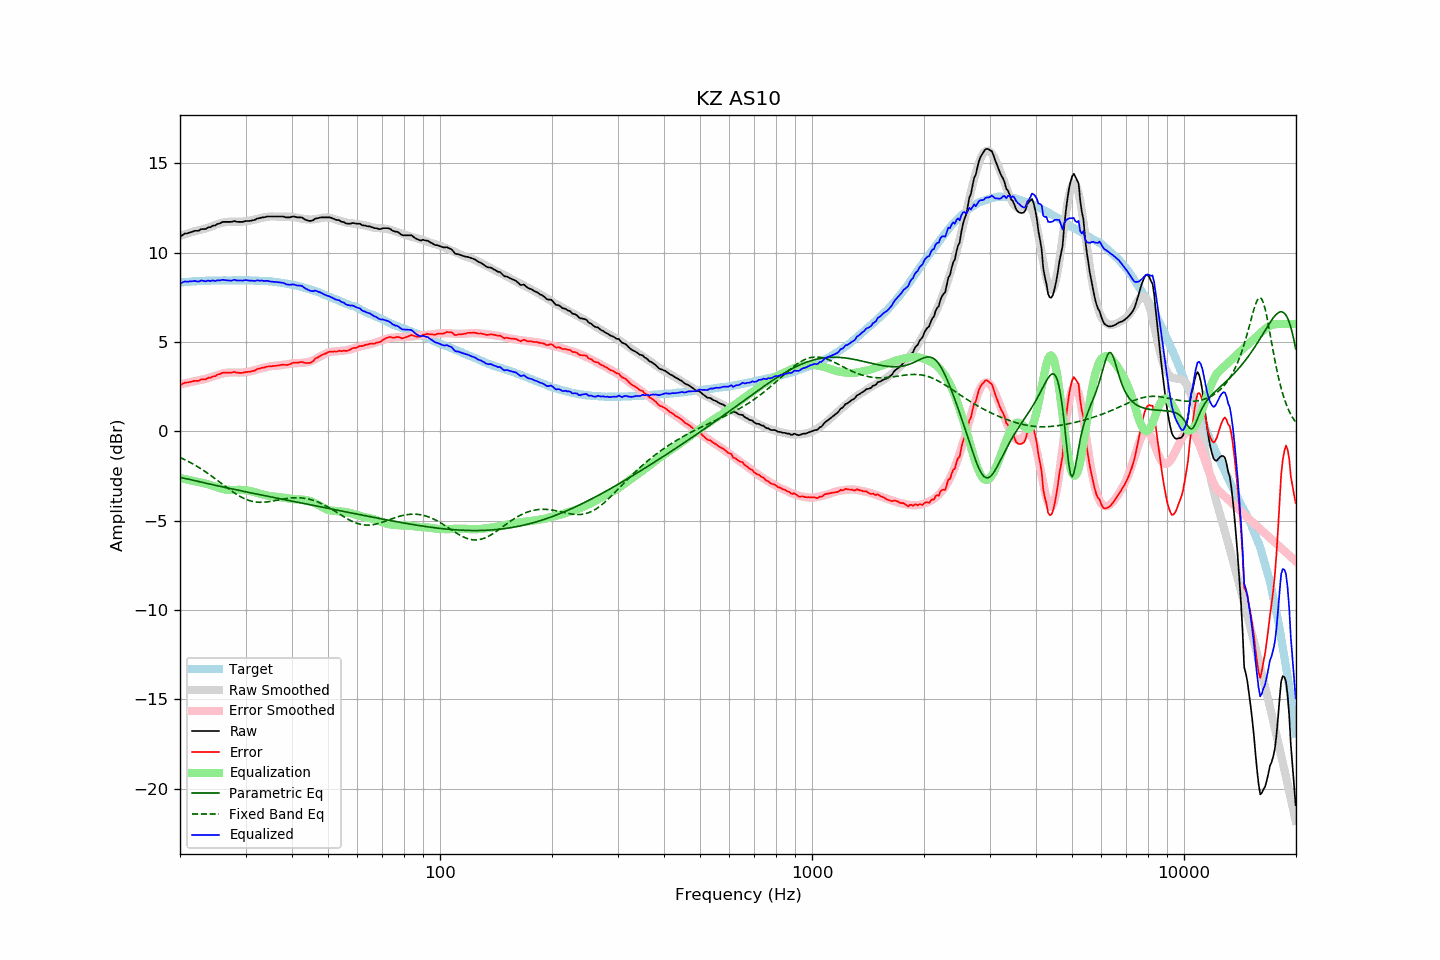 KZ AS10
Amplitude (dBr)
15
10
5
0
−5
−10
−15
−20
Target
Raw Smoothed
Error Smoothed
Raw
Error
Equalization
Parametric Eq
Fixed Band Eq
Equalized
100
1000
10000
Frequency (Hz)